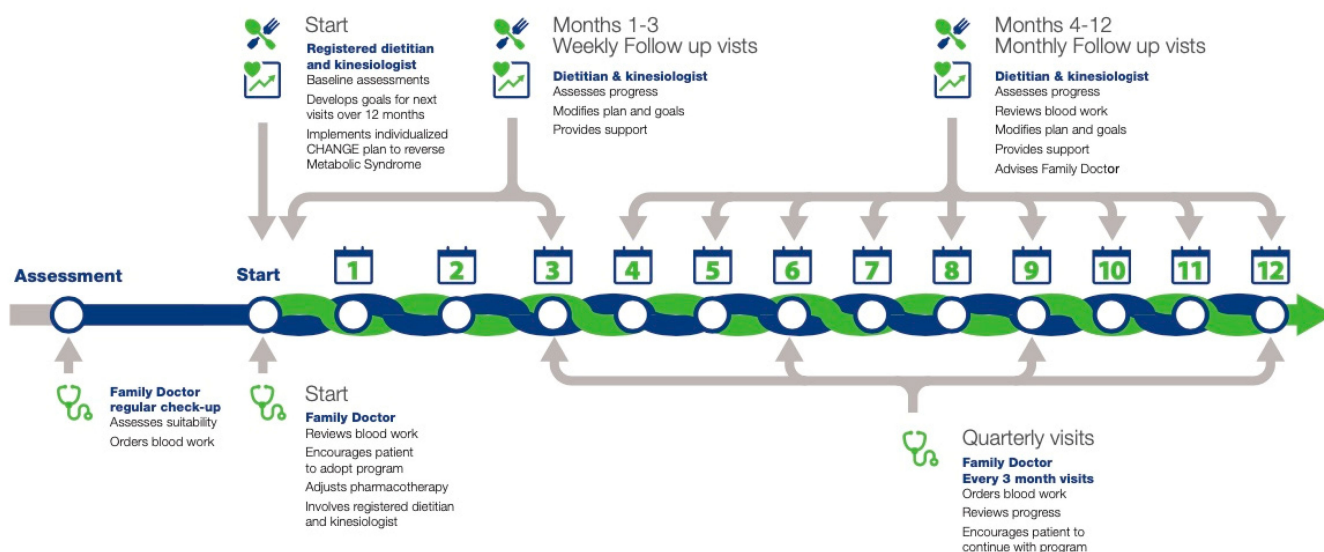 Start
Registered dietitian
and kinesiologist
Baseline assessments
Develops goals for next
visits over 12 months
Implements individualized
CHANGE plan to reverse
Metabolic Syndrome
Months 1-3
Weekly Follow up vists
Dietitian & kinesiologist
Assesses progress
Modifies plan and goals
Provides support
Months 4-12
Monthly Follow up vists
Dietitian & kinesiologist
Assesses progress
Reviews blood work
Modifies plan and goals
Provides support
Advises Family Doctor
Assessment
Start
1
2
3
4
5
6
7
8
9
10
11
12
Family Doctor
regular check-up
Assesses suitability
Orders blood work
Start
Family Doctor
Reviews blood work
Encourages patient
to adopt program
Adjusts pharmacotherapy
Involves registered dietitian
and kinesiologist
Quarterly visits
Family Doctor
Every 3 month visits
Orders blood work
Reviews progress
Encourages patient to
continue with program